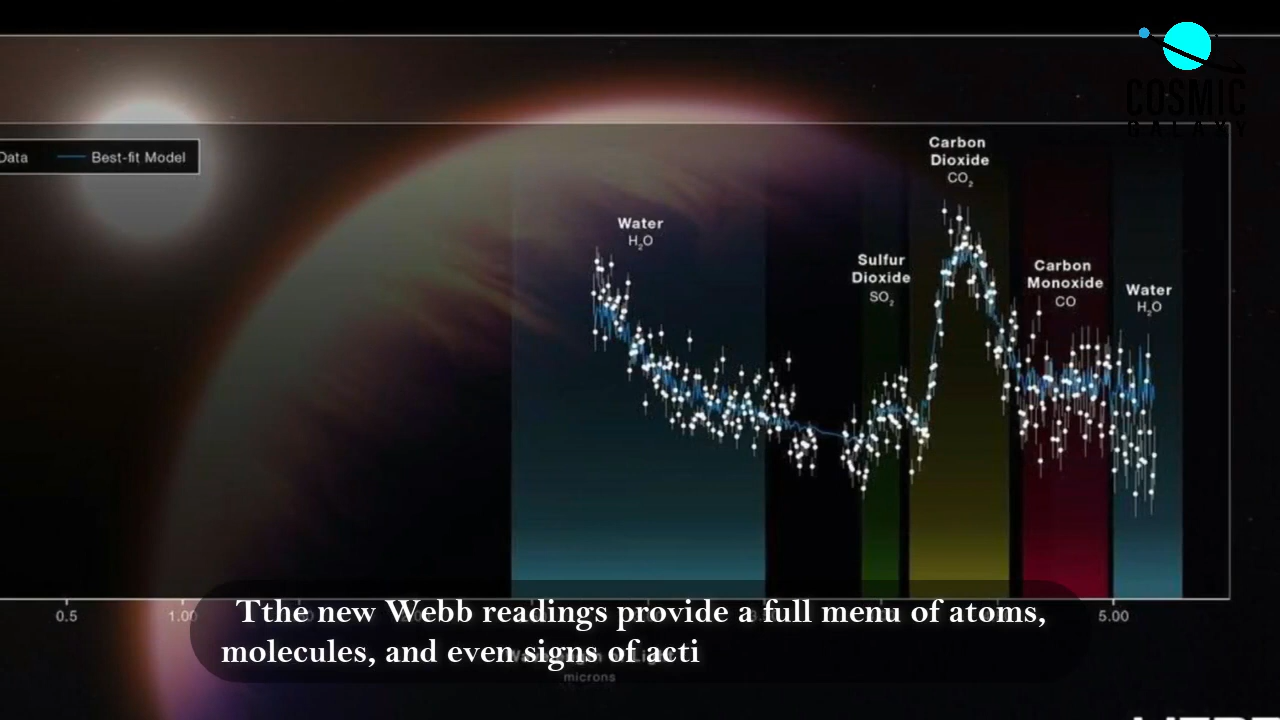 COSMIC
GALAXY
Data
Best-fit Model
Carbon
Dioxide
CO₂
Water
H₂O
Sulfur
Dioxide
SO₂
Carbon
Monoxide
CO
Water
H₂O
0.5
1.00
5.00
Tthe new Webb readings provide a full menu of atoms,
molecules, and even signs of acti
microns